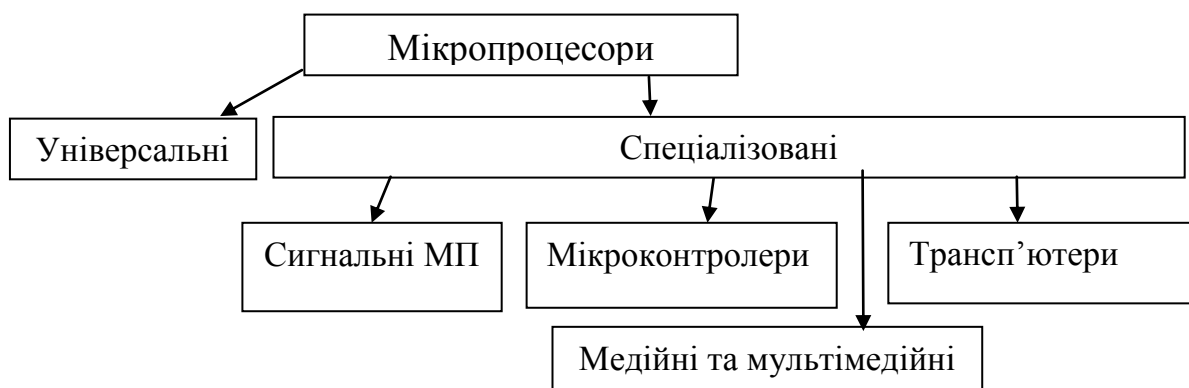 Мікропроцесори
Універсальні
Спеціалізовані
Сигнальні МП
Мікроконтролери
Трансп’ютери
Медійні та мультімедійні